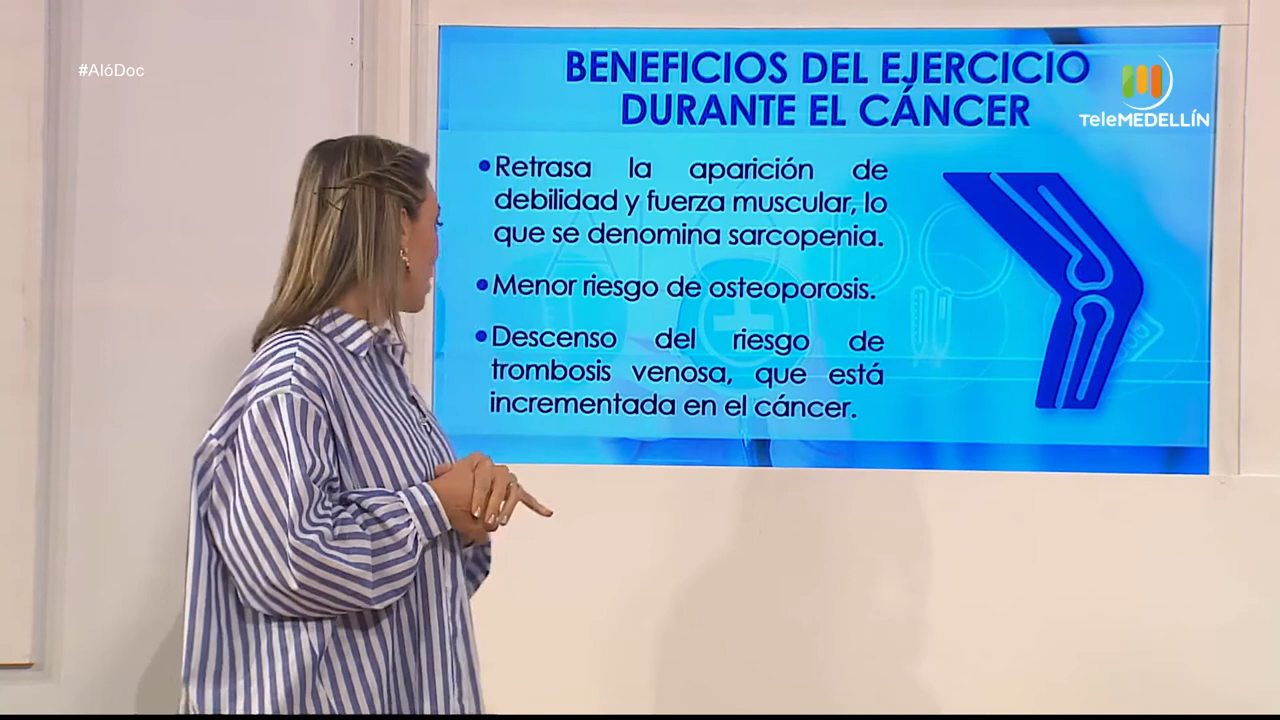 #AlóDoc
BENEFICIOS DEL EJERCICIO
DURANTE EL CÁNCER
TeleMEDELLÍN
•Retrasa la aparición de
debilidad y fuerza muscular, lo
que se denomina sarcopenia.
•Menor riesgo de osteoporosis.
•Descenso del riesgo de
trombosis venosa, que está
incrementada en el cáncer.